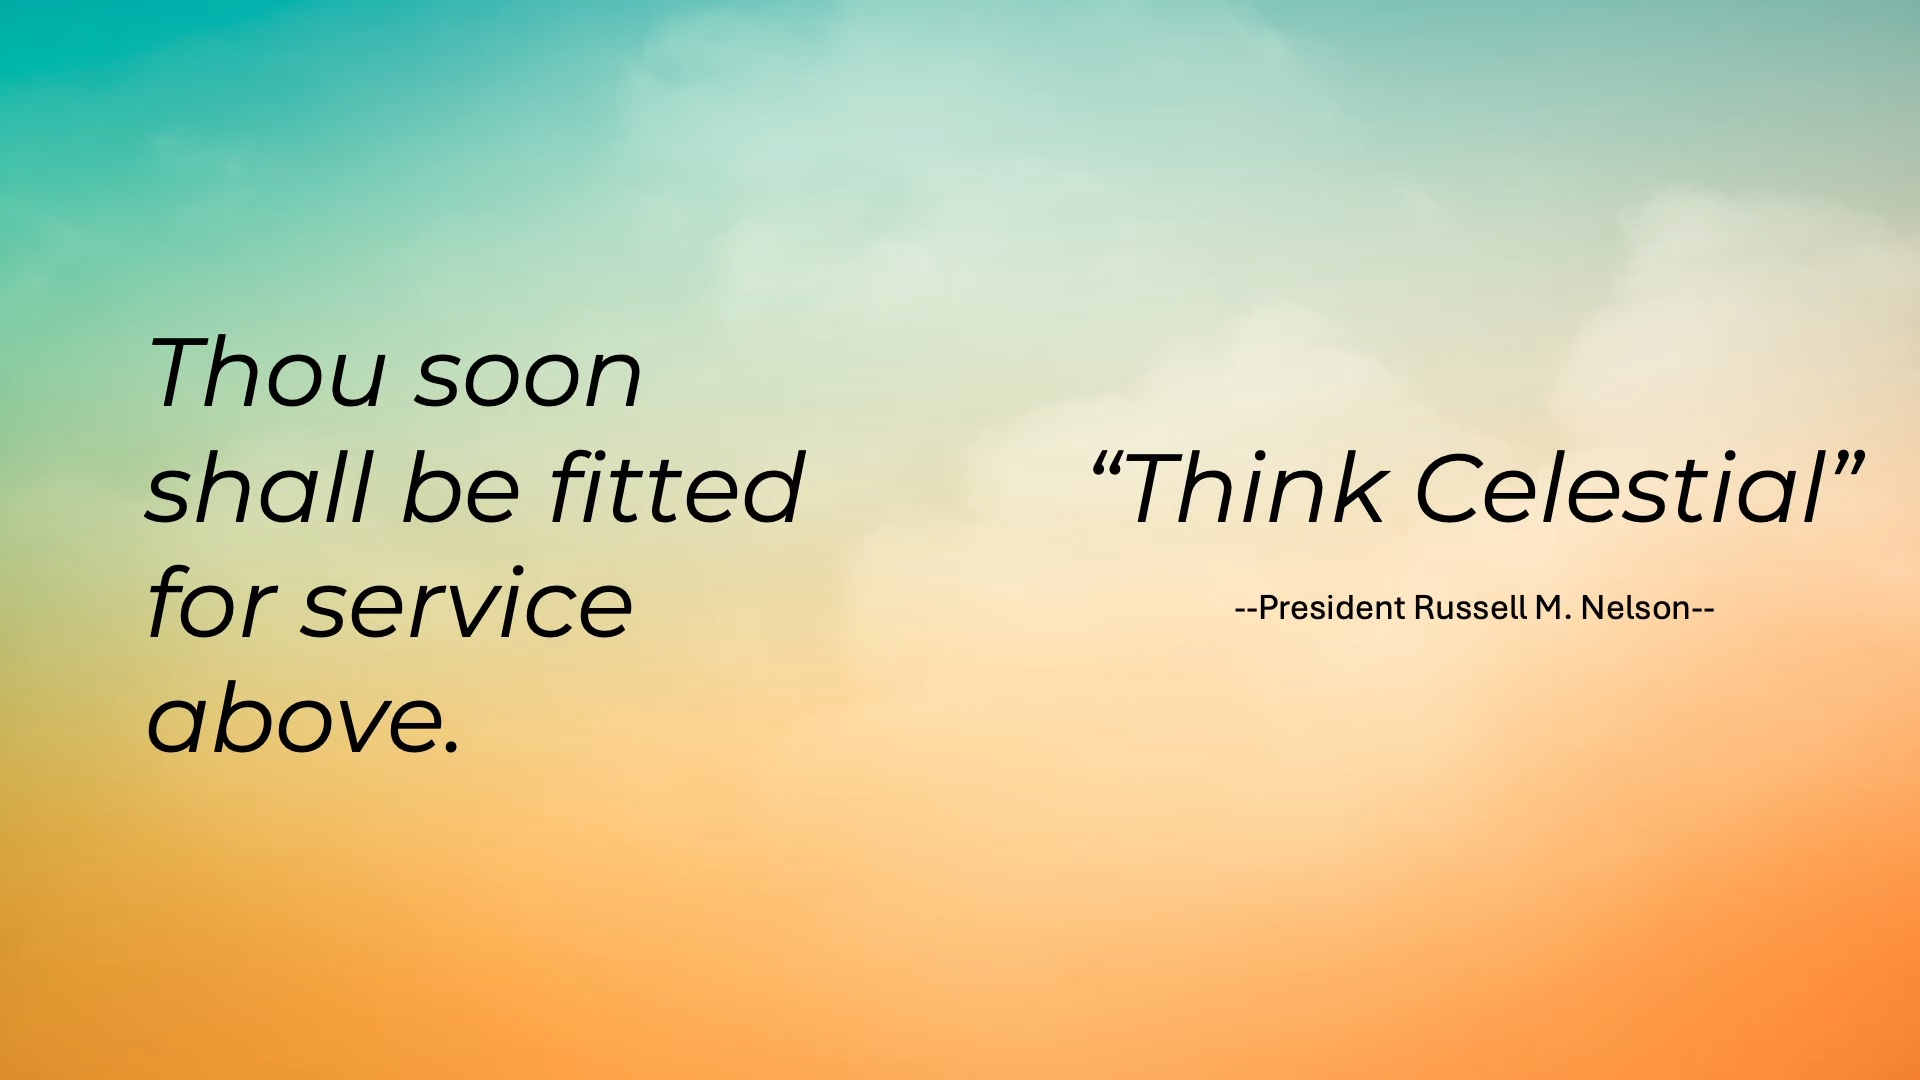 Thou soon
shall be fitted
for service
above.
“Think Celestial”
--President Russell M. Nelson--